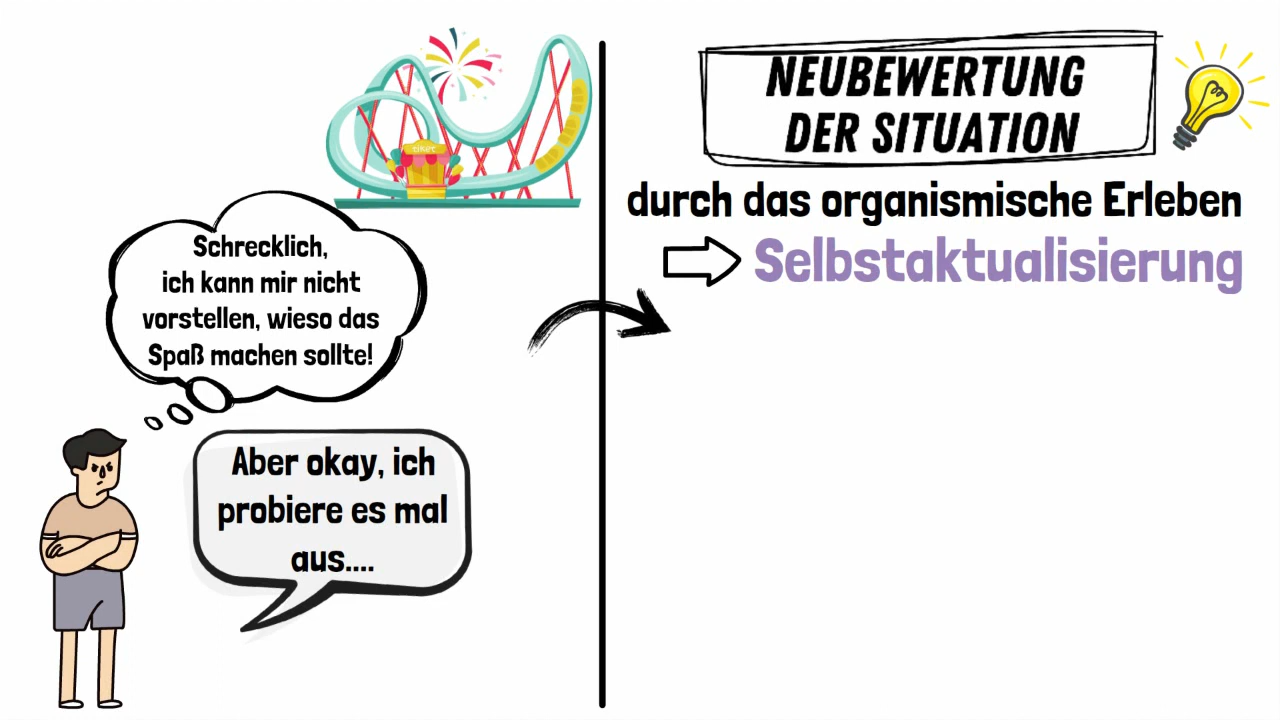 TICKET
Schrecklich,
ich kann mir nicht
vorstellen, wieso das
Spaß machen sollte!
Aber okay, ich
probiere es mal
aus....
NEUBEWERTUNG
DER SITUATION
durch das organismische Erleben
Selbstaktualisierung